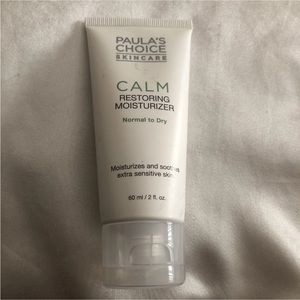 PAULA'S CHOICE
SKINCARE
CALM
RESTORING
MOISTURIZER
Normal to Dry
Moisturizes and soothes
extra sensitive skin
60 ml / 2 fl. oz.